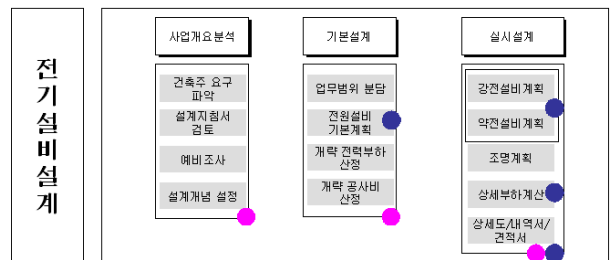 전기설비설계
사업개요분석
건축주 요구
파악
설계지침서
검토
예비조사
설계개념 설정
기본설계
업무범위 분담
전원설비
기본계획
개략 전력부하
산정
개략 공사비
산정
실시설계
강전설비계획
약전설비계획
조명계획
상세부하계산
상세도/내역서/
견적서